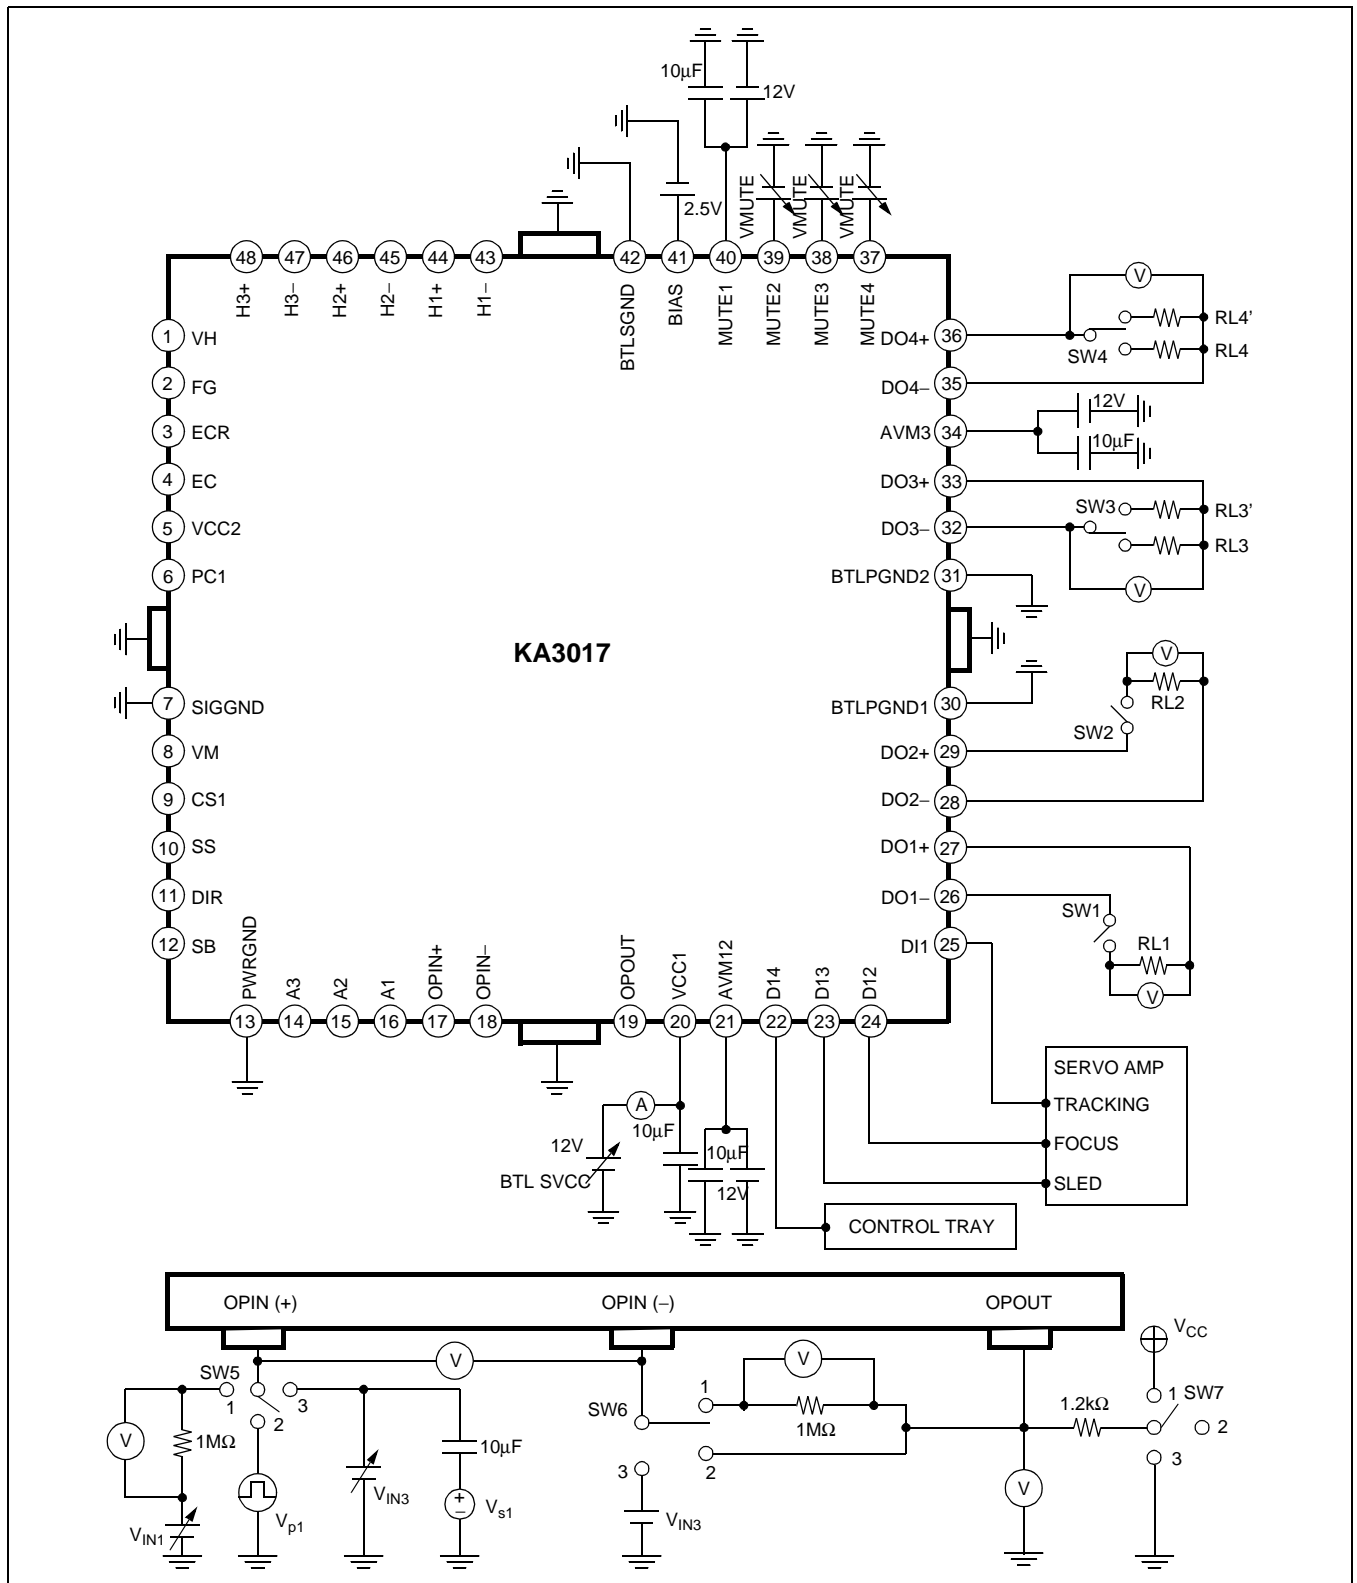 10μF
12V
2.5V
VMUTE
VMUTE
VMUTE
48 47 46 45 44 43 42 41 40 39 38 37
H3+ H3− H2+ H2− H1+ H1− BTLSGND BIAS MUTE1 MUTE2 MUTE3 MUTE4
1 VH
2 FG
3 ECR
4 EC
5 VCC2
6 PC1
7 SIGGND
8 VM
9 CS1
10 SS
11 DIR
12 SB
KA3017
DO4+ 36
DO4− 35
AVM3 34
DO3+ 33
DO3− 32
BTLPGND2 31
BTLPGND1 30
DO2+ 29
DO2− 28
DO1+ 27
DO1− 26
DI1 25
V
RL4'
SW4
RL4
12V
10μF
SW3
RL3'
RL3
V
V
RL2
SW2
SW1
RL1
V
PWRGND A3 A2 A1 OPIN+ OPIN− OPOUT VCC1 AVM12 D14 D13 D12
13 14 15 16 17 18 19 20 21 22 23 24
A
10μF
12V
BTL SVCC
10μF
12V
SERVO AMP
TRACKING
FOCUS
SLED
CONTROL TRAY
OPIN (+) OPIN (−) OPOUT
V
SW5
1
2
3
V
1MΩ
VIN1
Vp1
VIN3
10μF
+
−
Vs1
SW6
1
2
3
V
1MΩ
VIN3
V
1.2kΩ
VCC
1 SW7
2
3